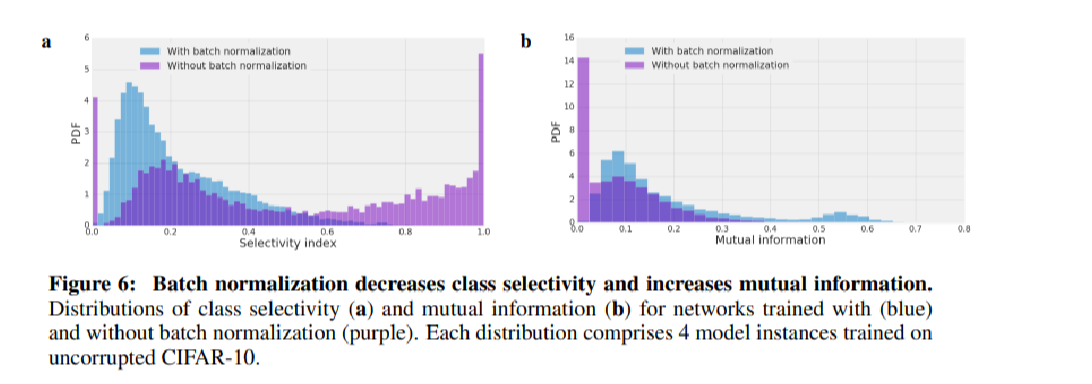 a
6
5
4
3
2
1
0
PDF
With batch normalization
Without batch normalization
0.0 0.2 0.4 0.6 0.8 1.0
Selectivity index
b
16
14
12
10
8
6
4
2
0
PDF
With batch normalization
Without batch normalization
0.0 0.1 0.2 0.3 0.4 0.5 0.6 0.7 0.8
Mutual information
Figure 6: Batch normalization decreases class selectivity and increases mutual information.
Distributions of class selectivity (a) and mutual information (b) for networks trained with (blue)
and without batch normalization (purple). Each distribution comprises 4 model instances trained on
uncorrupted CIFAR-10.